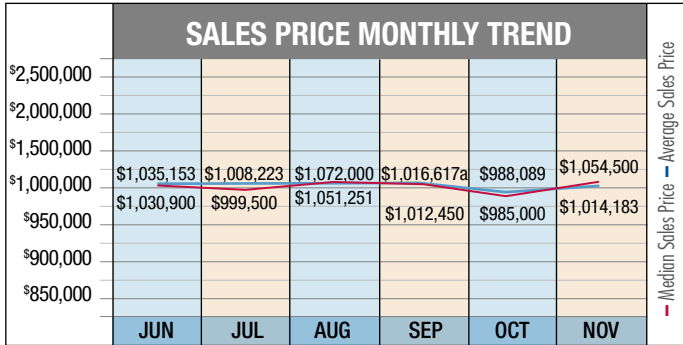 SALES PRICE MONTHLY TREND
$2,500,000
$2,000,000
$1,500,000
$1,000,000
$950,000
$900,000
$850,000
$1,035,153 $1,008,223 $1,072,000 $1,016,617a $988,089 $1,054,500
$1,030,900 $999,500 $1,051,251 $1,012,450 $985,000 $1,014,183
JUN JUL AUG SEP OCT NOV
Median Sales Price Average Sales Price